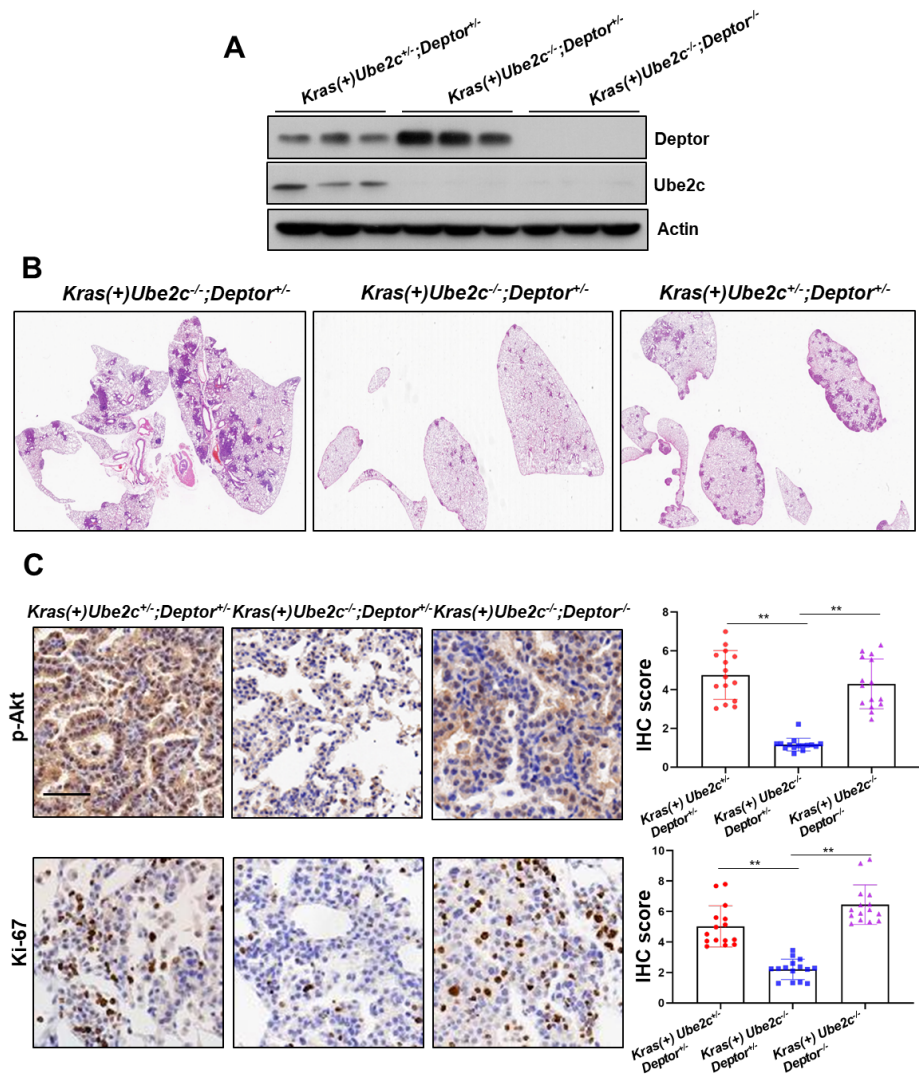 A
Kras(+)Ube2c+/-;Deptor+/-
Kras(+)Ube2c-/-;Deptor+/-
Kras(+)Ube2c-/-;Deptor-/-
Deptor
Ube2c
Actin
B
Kras(+)Ube2c-/-;Deptor+/-
Kras(+)Ube2c-/-;Deptor+/-
Kras(+)Ube2c+/-;Deptor+/-
C
Kras(+)Ube2c+/-;Deptor+/-
Kras(+)Ube2c-/-;Deptor+/-
Kras(+)Ube2c-/-;Deptor-/-
p-Akt
IHC score
8
6
4
2
0
**
**
Kras(+) Ube2c+/-
Deptor+/-
Kras(+) Ube2c-/-
Deptor+/-
Kras(+) Ube2c-/-
Deptor-/-
Ki-67
IHC score
10
8
6
4
2
0
**
**
Kras(+) Ube2c+/-
Deptor+/-
Kras(+) Ube2c-/-
Deptor+/-
Kras(+) Ube2c-/-
Deptor-/-